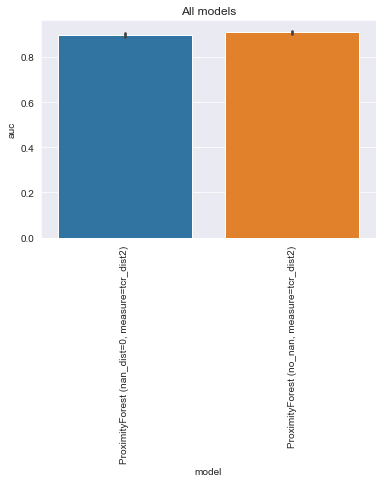 All models
auc
0.8
0.6
0.4
0.2
0.0
ProximityForest (nan_dist=0, measure=tcr_dist2)
ProximityForest (no_nan, measure=tcr_dist2)
model